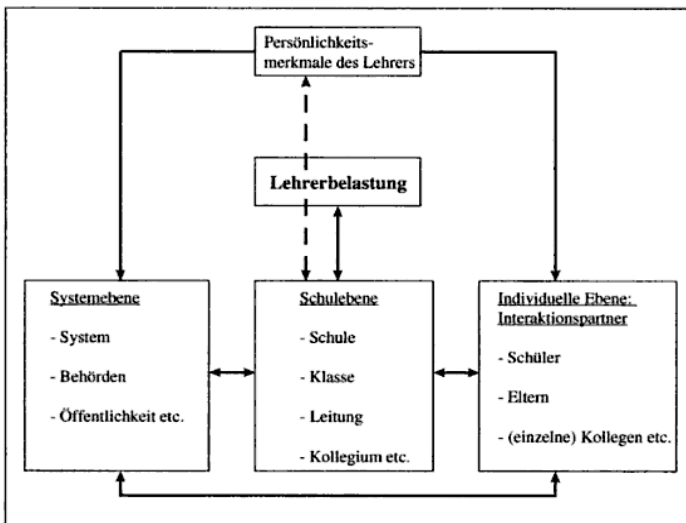 Persönlichkeits-
merkmale des Lehrers
Lehrerbelastung
Systemebene
- System
- Behörden
- Öffentlichkeit etc.
Schulebene
- Schule
- Klasse
- Leitung
- Kollegium etc.
Individuelle Ebene:
Interaktionspartner
- Schüler
- Eltern
- (einzelne) Kollegen etc.